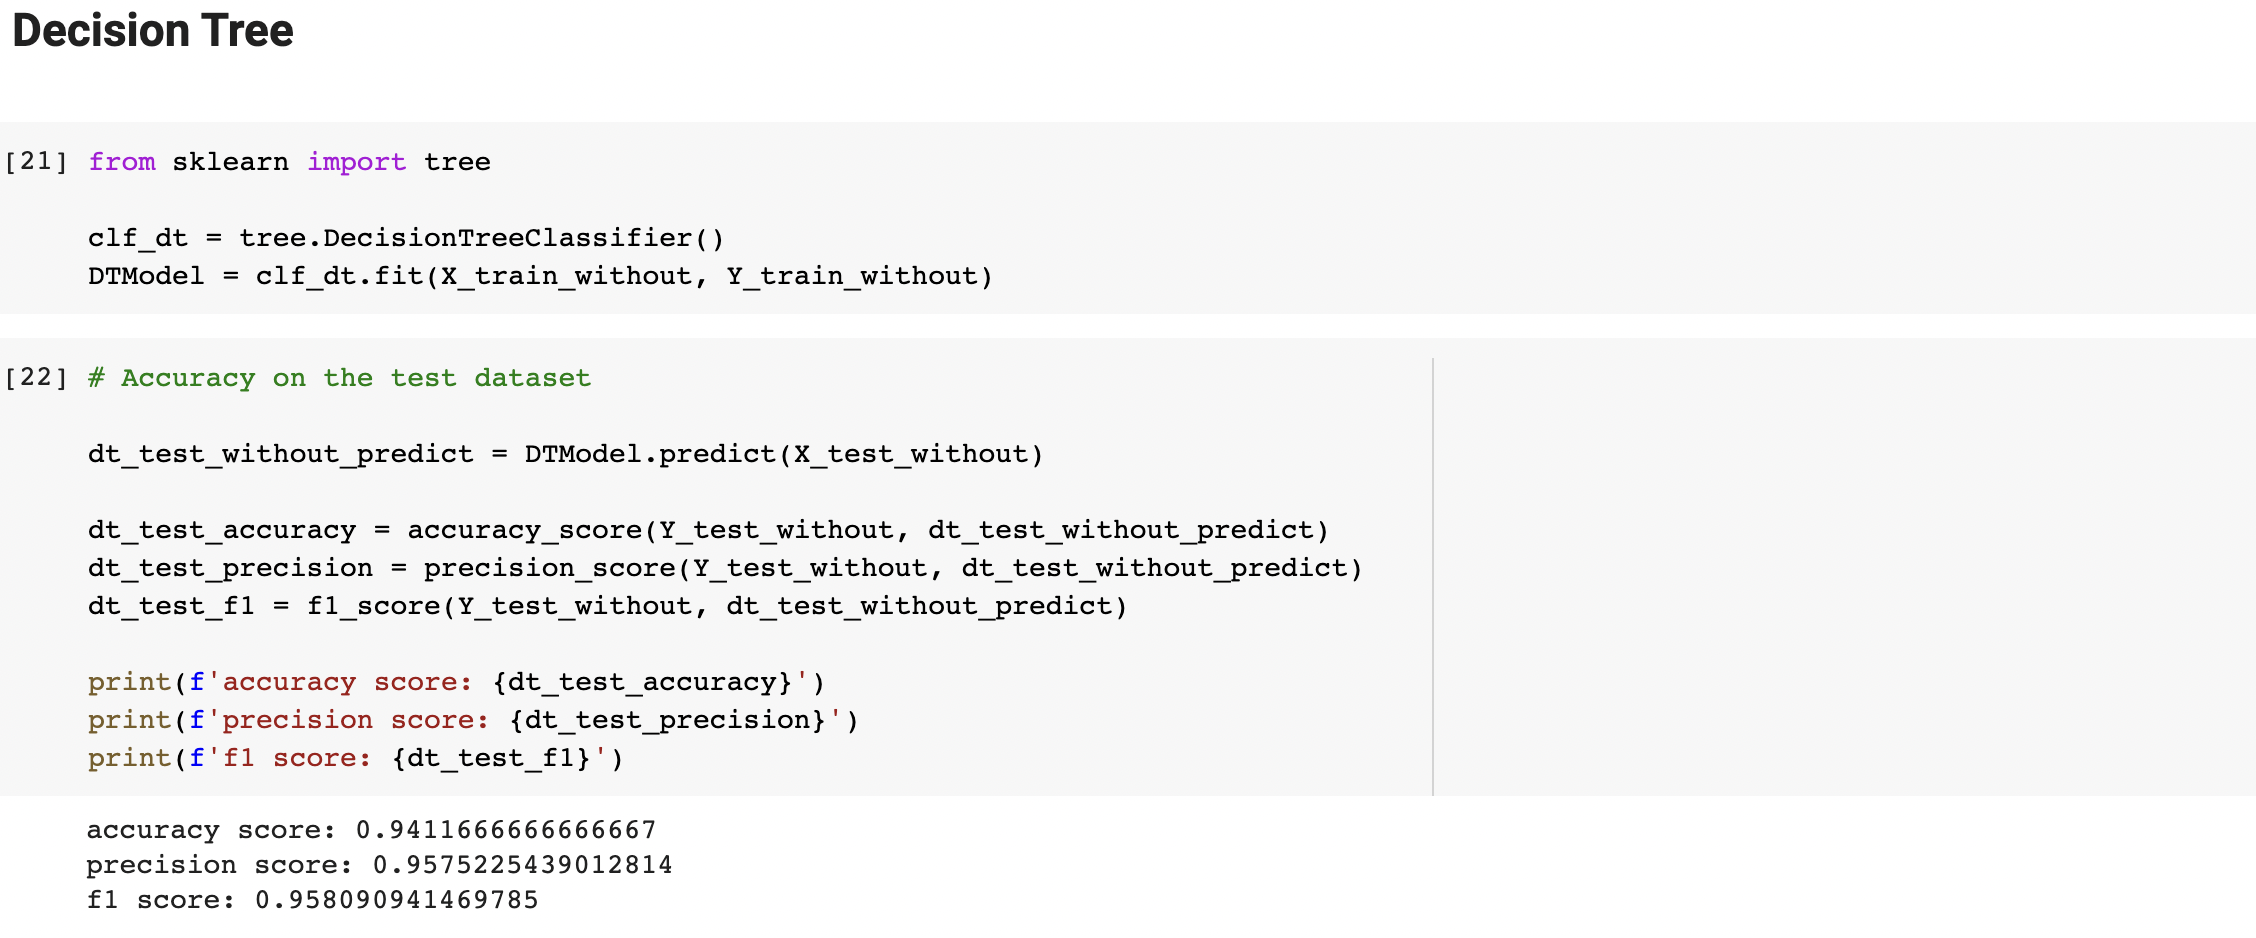 Decision Tree
[21] from sklearn import tree
clf_dt = tree.DecisionTreeClassifier()
DTModel = clf_dt.fit(X_train_without, Y_train_without)
[22] # Accuracy on the test dataset
dt_test_without_predict = DTModel.predict(X_test_without)
dt_test_accuracy = accuracy_score(Y_test_without, dt_test_without_predict)
dt_test_precision = precision_score(Y_test_without, dt_test_without_predict)
dt_test_f1 = f1_score(Y_test_without, dt_test_without_predict)
print(f'accuracy score: {dt_test_accuracy}')
print(f'precision score: {dt_test_precision}')
print(f'f1 score: {dt_test_f1}')
accuracy score: 0.9411666666666667
precision score: 0.9575225439012814
f1 score: 0.958090941469785